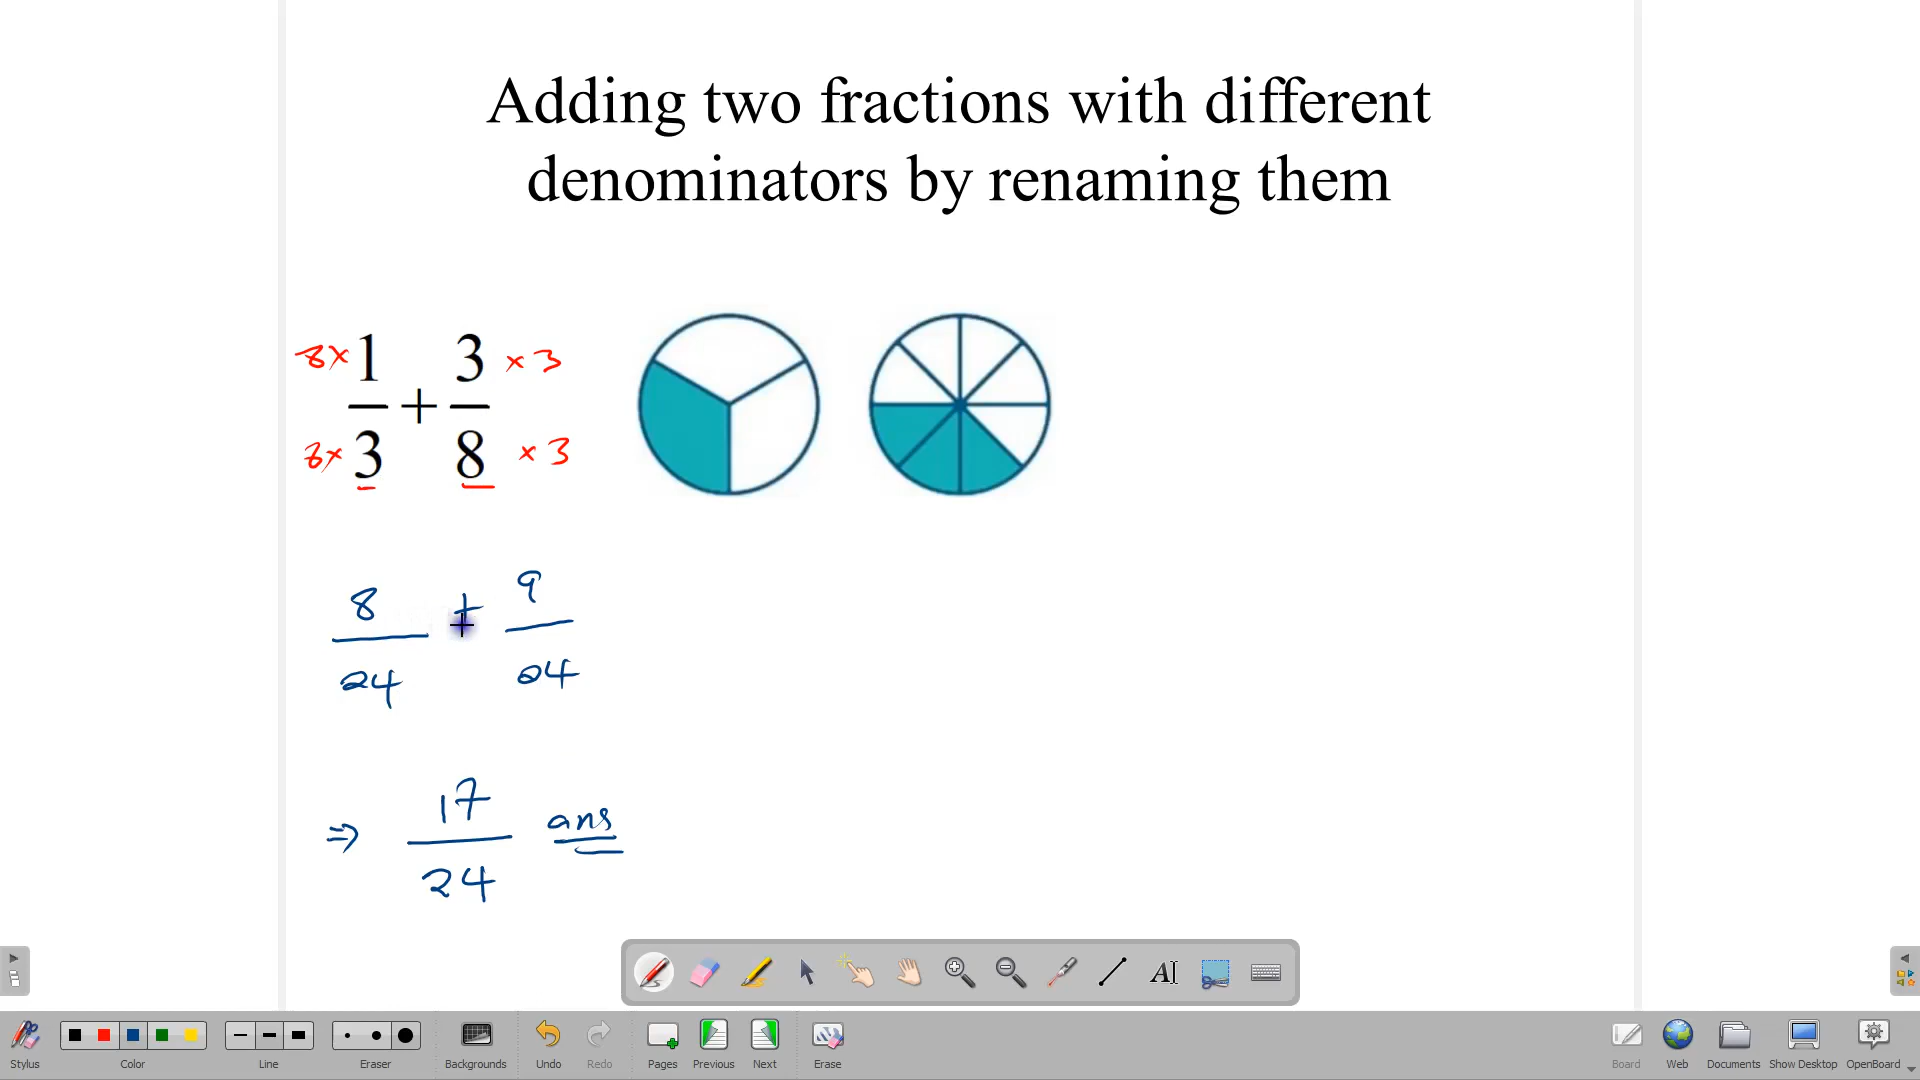 Adding two fractions with different
denominators by renaming them
8× 1 3 × 3
+
8× 3 8 × 3
8 + 9
24 24
⇒ 17 ans
24
AI
Stylus Color Line Eraser Backgrounds Undo Redo Pages Previous Next Erase Board Web Documents Show Desktop OpenBoard